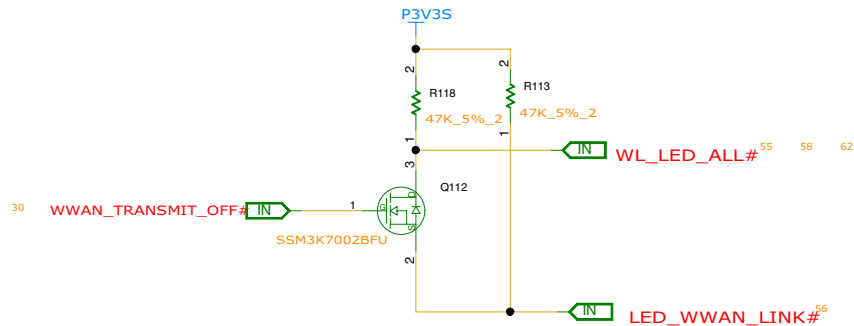 P3V3S
2
2
R118
R113
47K_5%_2
47K_5%_2
1
1
IN
WL_LED_ALL#
55 58 62
3
D
Q112
30
WWAN_TRANSMIT_OFF#
IN
1
G
S
SSM3K7002BFU
2
IN
LED_WWAN_LINK#
56